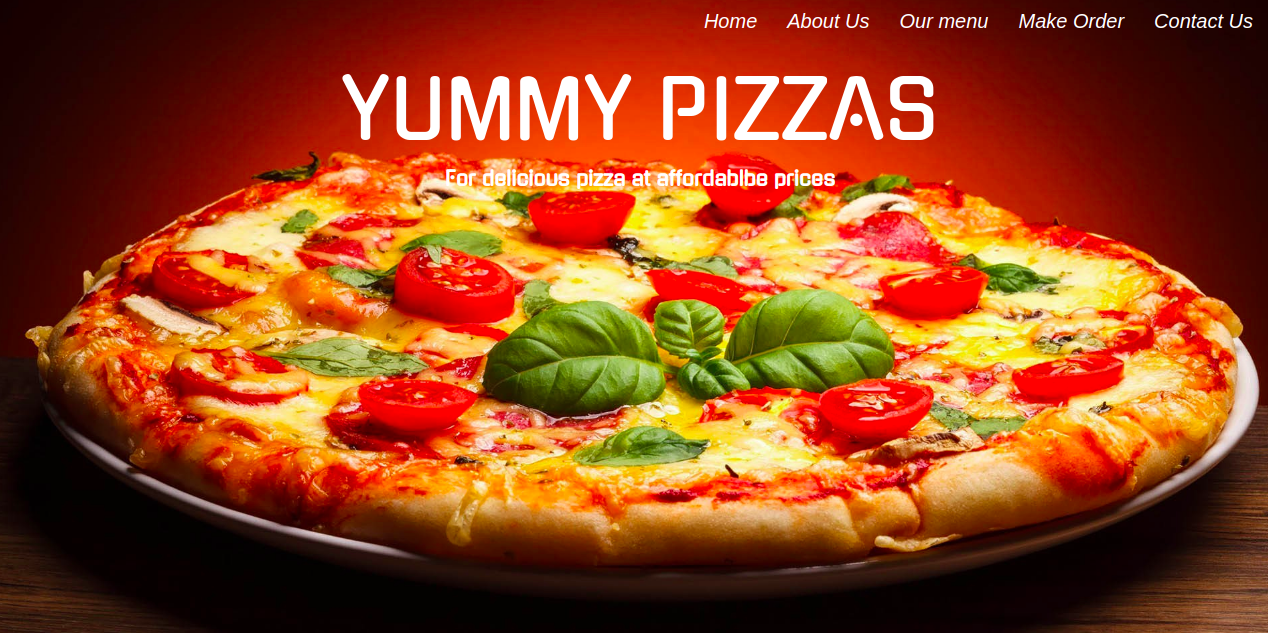 Home About Us Our menu Make Order Contact Us
YUMMY PIZZAS
For delicious pizza at affordablbe prices